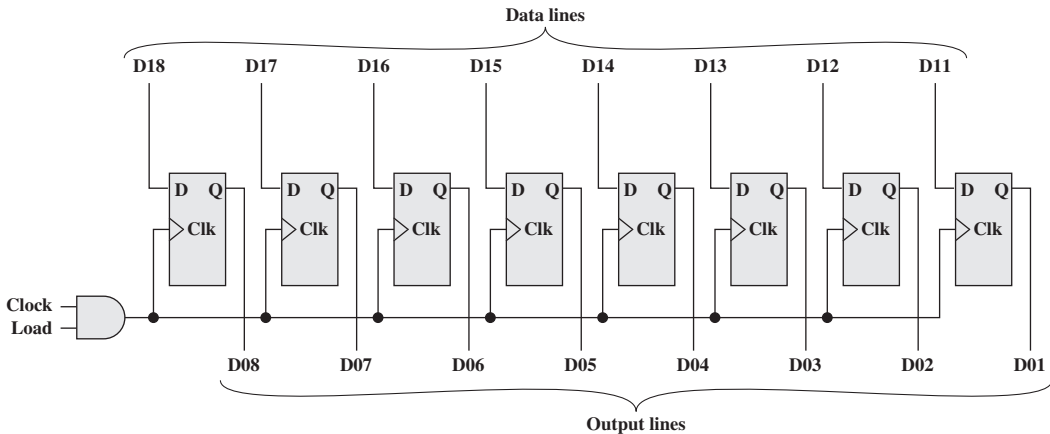 Data lines
D18 D17 D16 D15 D14 D13 D12 D11
D Q D Q D Q D Q D Q D Q D Q D Q
Clk Clk Clk Clk Clk Clk Clk Clk
Clock
Load
D08 D07 D06 D05 D04 D03 D02 D01
Output lines